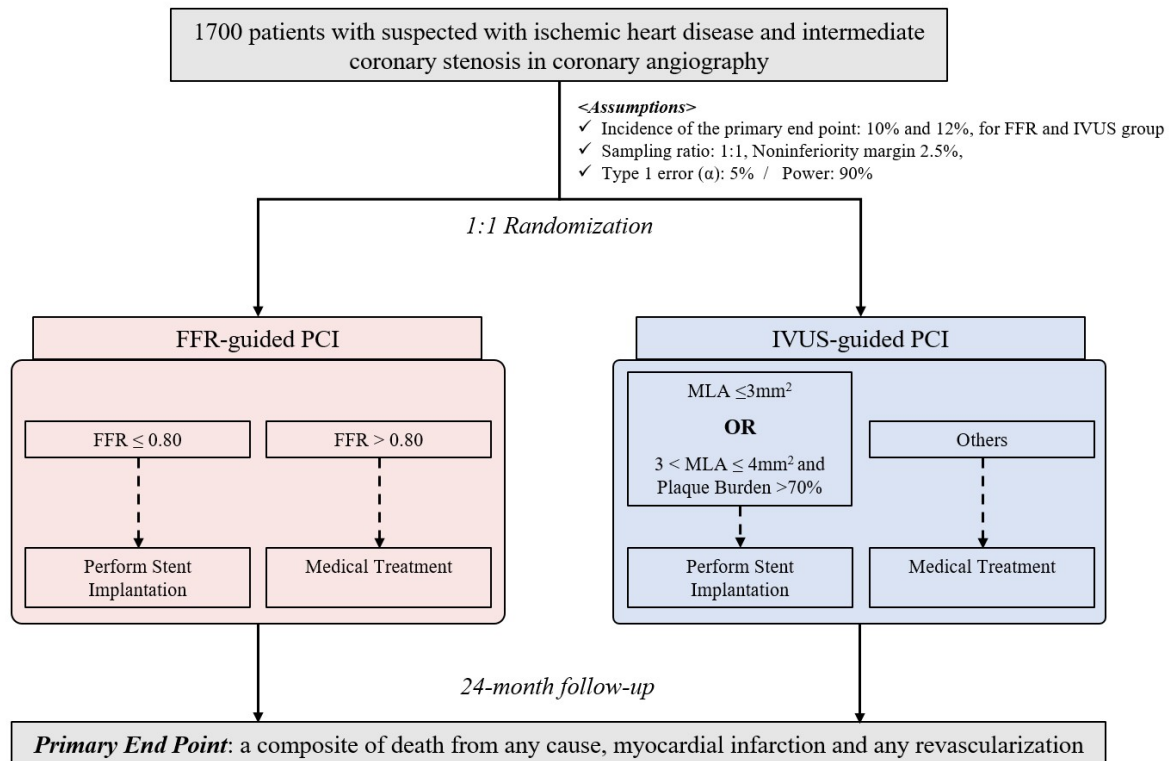 1700 patients with suspected with ischemic heart disease and intermediate
coronary stenosis in coronary angiography
<Assumptions>
✓ Incidence of the primary end point: 10% and 12%, for FFR and IVUS group
✓ Sampling ratio: 1:1, Noninferiority margin 2.5%,
✓ Type 1 error (α): 5% / Power: 90%
1:1 Randomization
FFR-guided PCI
FFR ≤ 0.80
FFR > 0.80
Perform Stent
Implantation
Medical Treatment
IVUS-guided PCI
MLA ≤3mm²
OR
3 < MLA ≤ 4mm² and
Plaque Burden >70%
Others
Perform Stent
Implantation
Medical Treatment
24-month follow-up
Primary End Point: a composite of death from any cause, myocardial infarction and any revascularization